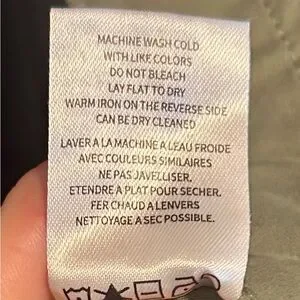 MACHINE WASH COLD
WITH LIKE COLORS
DO NOT BLEACH
LAY FLAT TO DRY
WARM IRON ON THE REVERSE SIDE
CAN BE DRY CLEANED
LAVER A LA MACHINE A LEAU FROIDE
AVEC COULEURS SIMILAIRES
NE PAS JAVELLISER.
ETENDRE A PLAT POUR SECHER.
FER CHAUD A LENVERS
NETTOYAGE A SEC POSSIBLE.